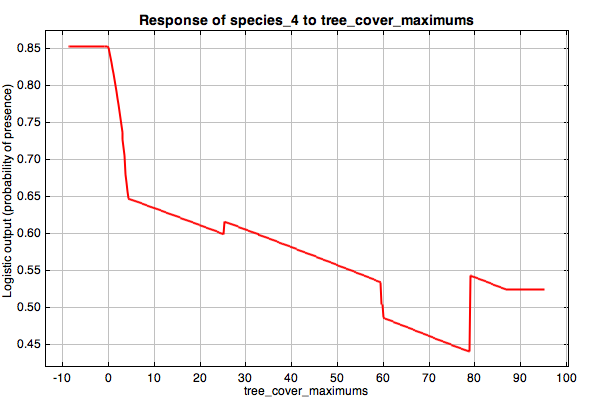 Response of species_4 to tree_cover_maximums
Logistic output (probability of presence)
0.85
0.80
0.75
0.70
0.65
0.60
0.55
0.50
0.45
-10 0 10 20 30 40 50 60 70 80 90 100
tree_cover_maximums